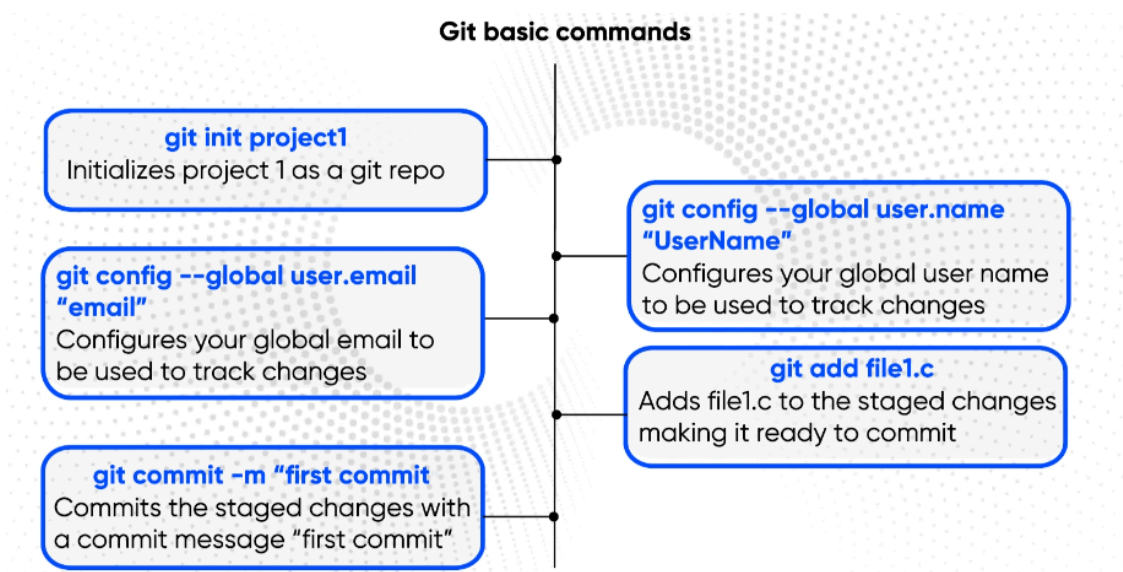 Git basic commands
git init project1
Initializes project 1 as a git repo
git config --global user.name
“UserName”
Configures your global user name
to be used to track changes
git config --global user.email
“email”
Configures your global email to
be used to track changes
git add file1.c
Adds file1.c to the staged changes
making it ready to commit
git commit -m “first commit
Commits the staged changes with
a commit message “first commit”